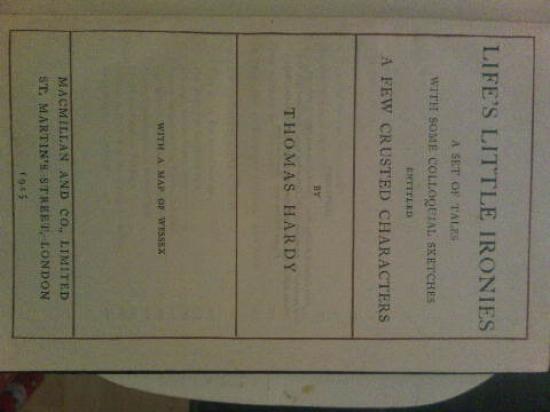 LIFE'S LITTLE IRONIES
A SET OF TALES
WITH SOME COLLOQUIAL SKETCHES
ENTITLED
A FEW CRUSTED CHARACTERS
BY
THOMAS HARDY
WITH A MAP OF WESSEX
MACMILLAN AND CO., LIMITED
ST. MARTIN'S STREET, LONDON